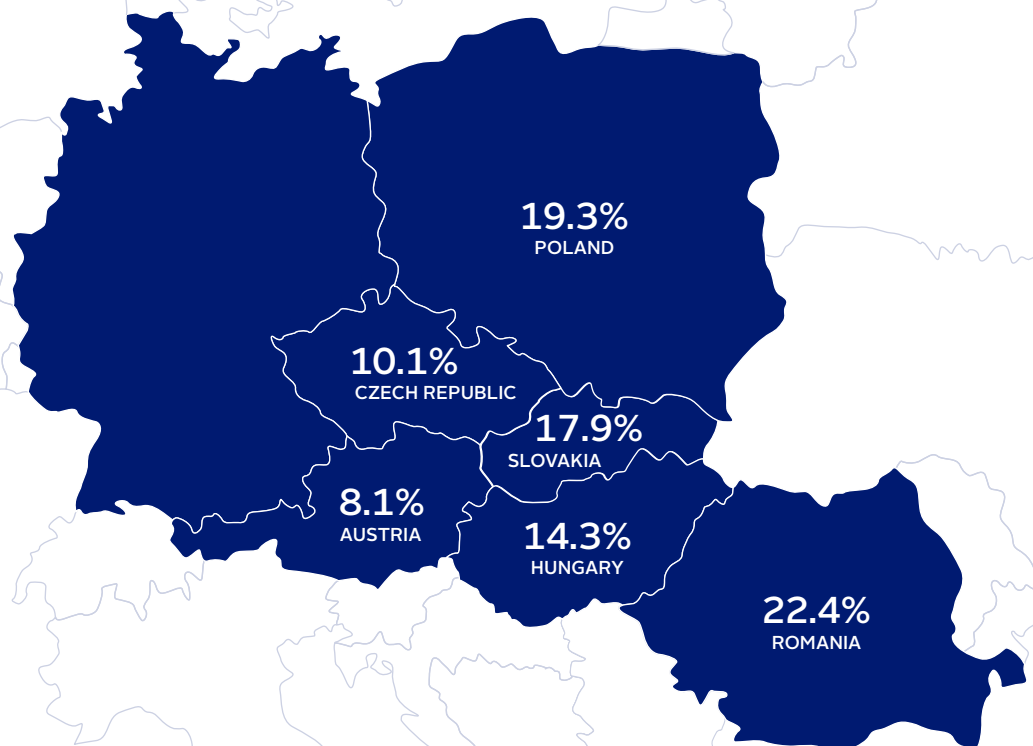 19.3%
POLAND
10.1%
CZECH REPUBLIC
17.9%
SLOVAKIA
8.1%
AUSTRIA
14.3%
HUNGARY
22.4%
ROMANIA